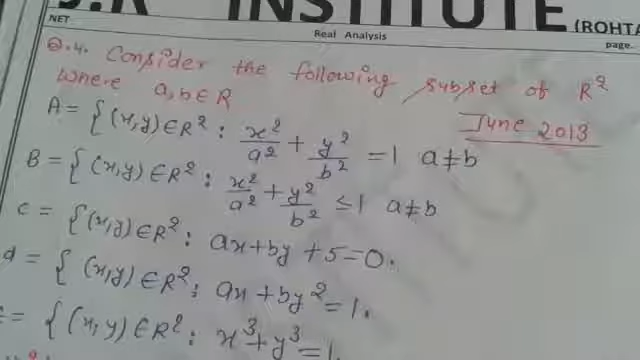 INSTITUTE (ROHTA
NET
Real Analysis
page
Q.4. Consider the following subset of R²
where a,b∈R
June 2013
A = {(x,y)∈R² : x²/a² + y²/b² = 1 a≠b
B = {(x,y)∈R² : x²/a² + y²/b² ≤ 1 a≠b
c = {(x,y)∈R² : ax+by+5=0.
d = {(x,y)∈R² : ax+by²=1.
= {(x,y)∈R² : x³+y³=1.